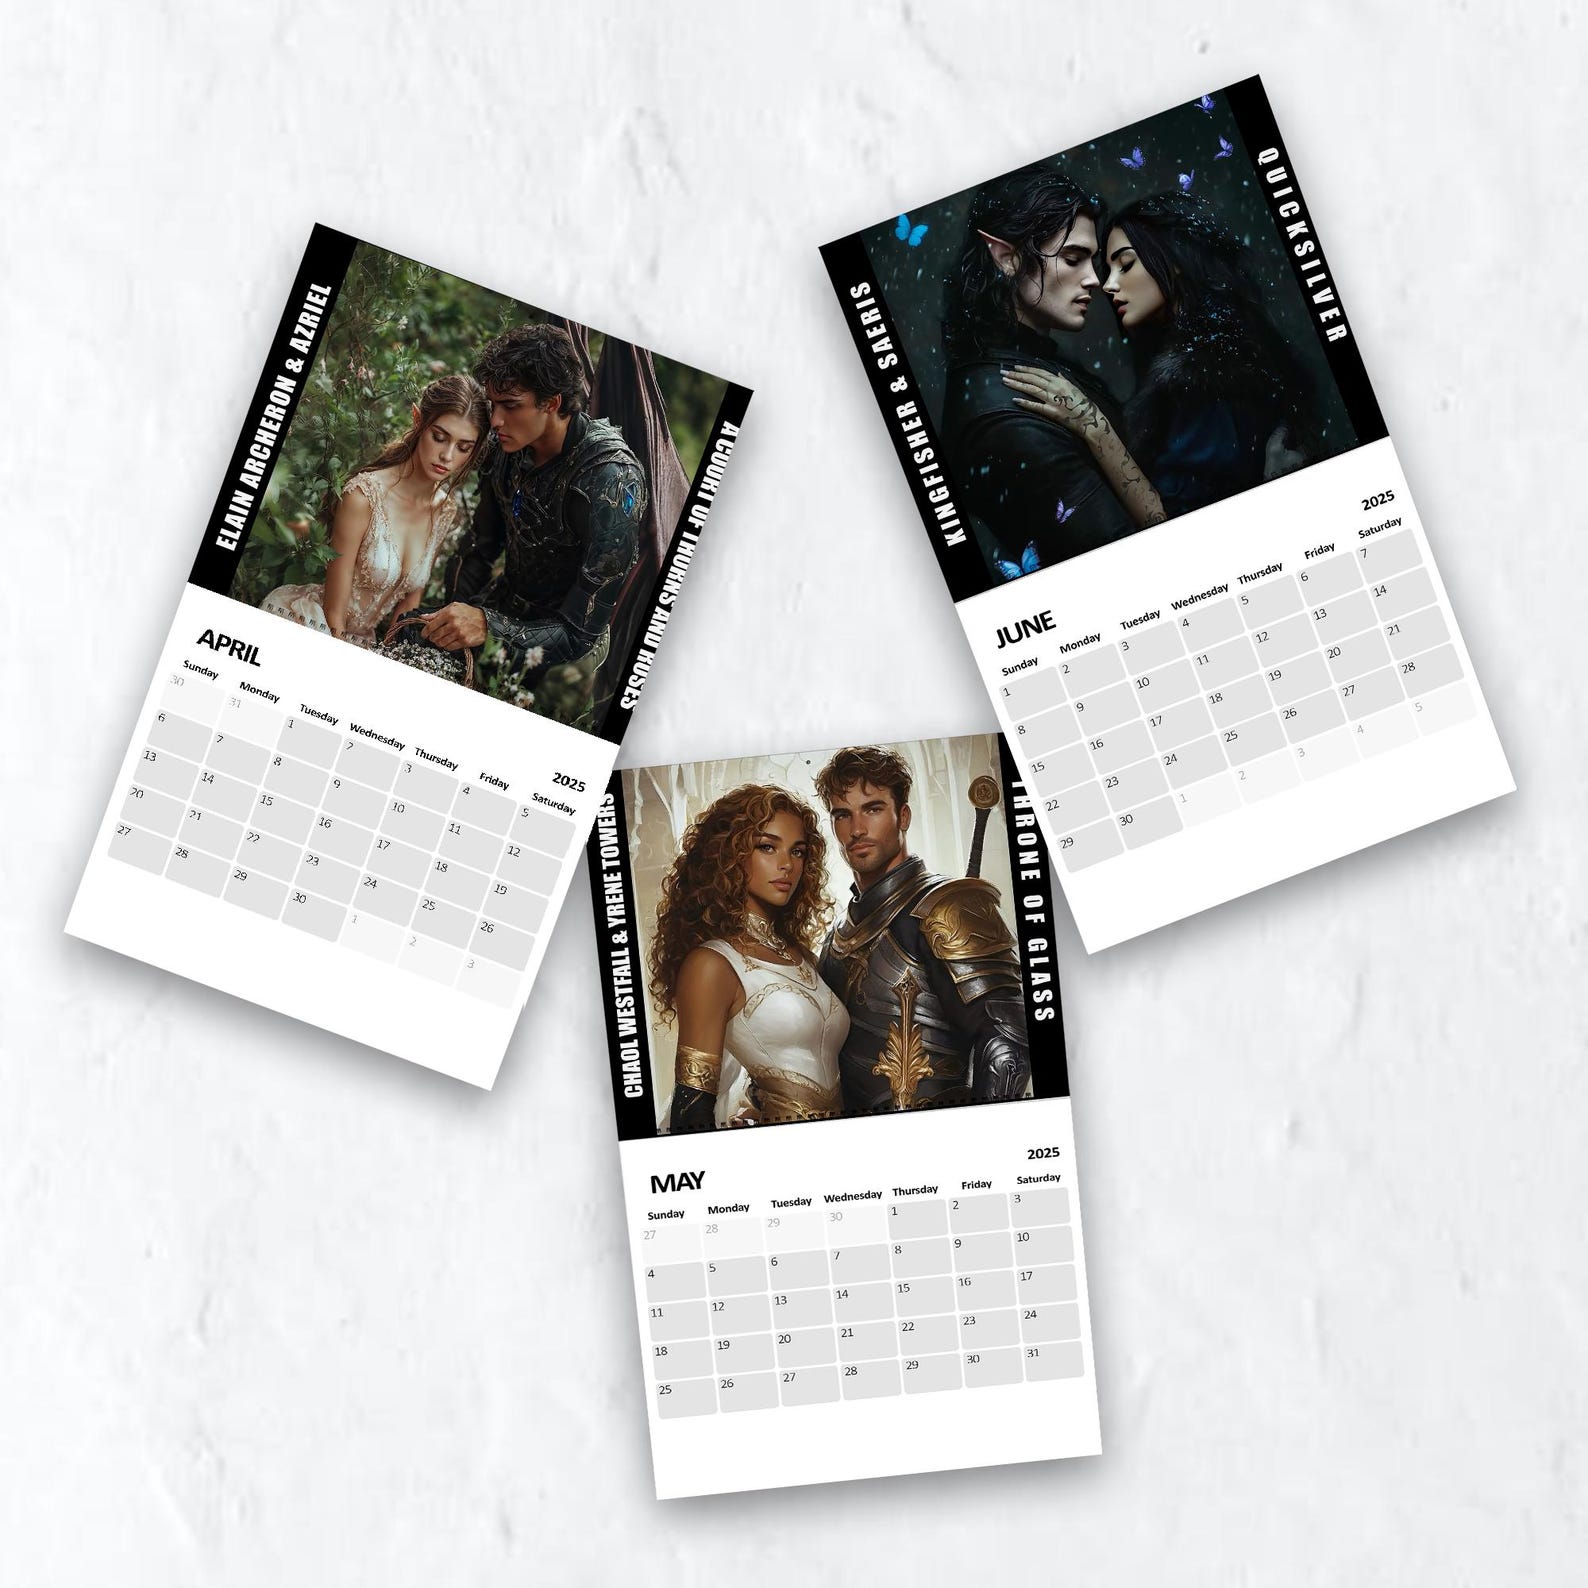 ELAIN ARCHERON & AZRIEL
A COURT OF THORNS AND ROSES
APRIL
2025
Sunday Monday Tuesday Wednesday Thursday Friday Saturday
30 31 1 2 3 4 5
6 7 8 9 10 11 12
13 14 15 16 17 18 19
20 21 22 23 24 25 26
27 28 29 30 1 2 3
KINGFISHER & SAERIS
QUICKSILVER
JUNE
2025
Sunday Monday Tuesday Wednesday Thursday Friday Saturday
1 2 3 4 5 6 7
8 9 10 11 12 13 14
15 16 17 18 19 20 21
22 23 24 25 26 27 28
29 30 1 2 3 4 5
CHAOL WESTFALL & YRENE TOWERS
THRONE OF GLASS
MAY
2025
Sunday Monday Tuesday Wednesday Thursday Friday Saturday
27 28 29 30 1 2 3
4 5 6 7 8 9 10
11 12 13 14 15 16 17
18 19 20 21 22 23 24
25 26 27 28 29 30 31